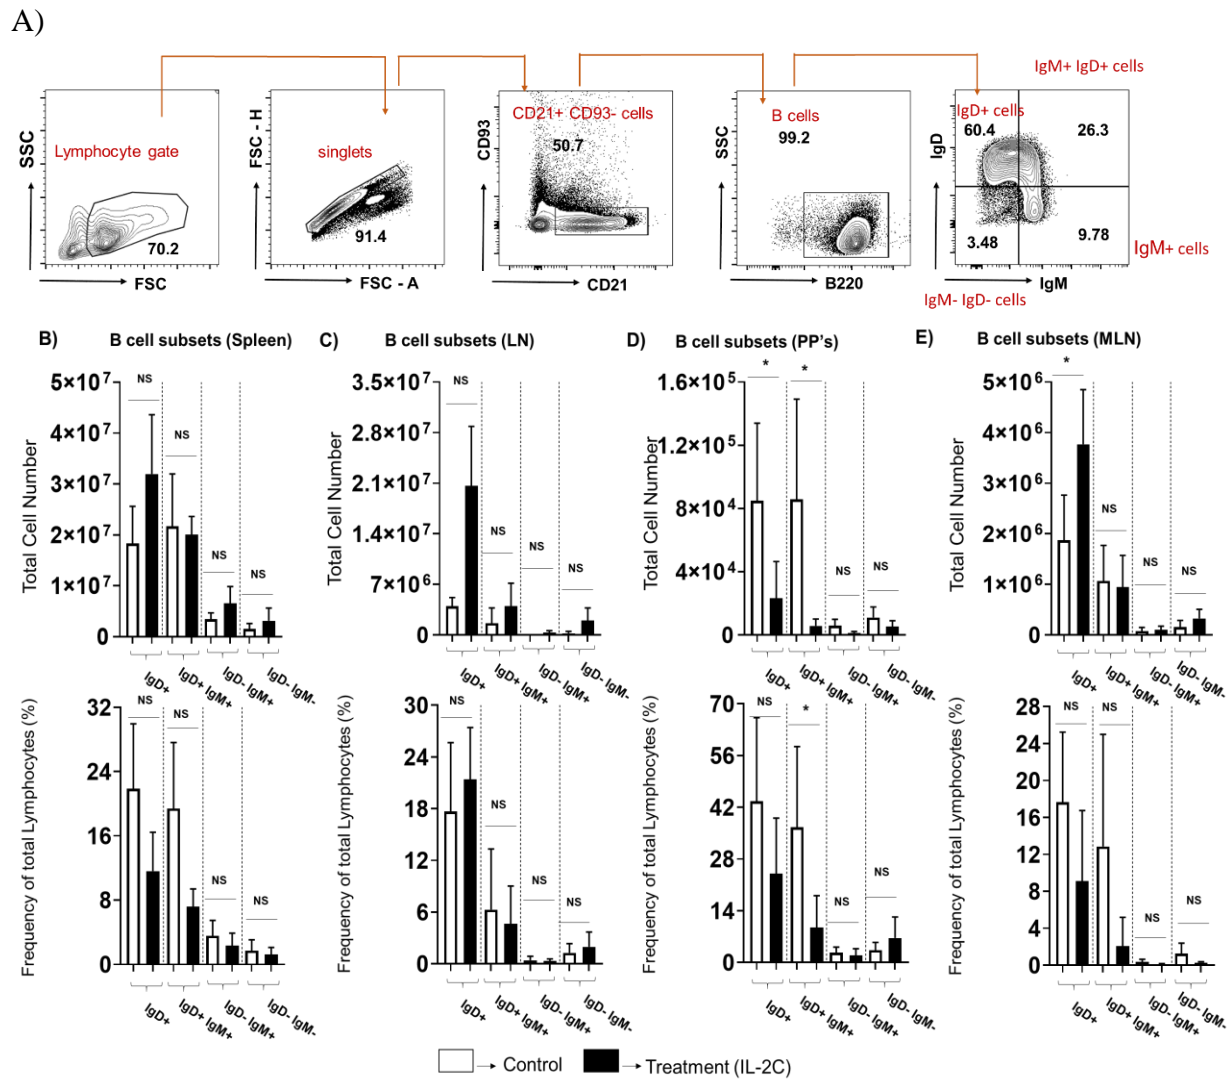 A)
IgM+ IgD+ cells
SSC
Lymphocyte gate
70.2
FSC
FSC - H
singlets
91.4
FSC - A
CD93
CD21+ CD93- cells
50.7
CD21
SSC
B cells
99.2
B220
IgD
IgD+ cells
60.4
26.3
3.48
9.78
IgM+ cells
IgM- IgD- cells
IgM
B)
B cell subsets (Spleen)
Total Cell Number
5×10⁷
4×10⁷
3×10⁷
2×10⁷
1×10⁷
0
NS
NS
NS
NS
IgD+
IgD+ IgM+
IgD- IgM+
IgD- IgM-
C)
B cell subsets (LN)
Total Cell Number
3.5×10⁷
2.8×10⁷
2.1×10⁷
1.4×10⁷
7×10⁶
0
NS
NS
NS
NS
IgD+
IgD+ IgM+
IgD- IgM+
IgD- IgM-
D)
B cell subsets (PP's)
Total Cell Number
1.6×10⁵
1.2×10⁵
8×10⁴
4×10⁴
0
*
*
NS
NS
IgD+
IgD+ IgM+
IgD- IgM+
IgD- IgM-
E)
B cell subsets (MLN)
Total Cell Number
5×10⁶
4×10⁶
3×10⁶
2×10⁶
1×10⁶
0
*
NS
NS
NS
IgD+
IgD+ IgM+
IgD- IgM+
IgD- IgM-
Frequency of total Lymphocytes (%)
32
24
16
8
0
NS
NS
NS
NS
IgD+
IgD+ IgM+
IgD- IgM+
IgD- IgM-
Frequency of total Lymphocytes (%)
30
24
18
12
6
0
NS
NS
NS
NS
IgD+
IgD+ IgM+
IgD- IgM+
IgD- IgM-
Frequency of total Lymphocytes (%)
70
56
42
28
14
0
NS
*
NS
NS
IgD+
IgD+ IgM+
IgD- IgM+
IgD- IgM-
Frequency of total Lymphocytes (%)
28
24
20
16
12
8
4
0
NS
NS
NS
NS
IgD+
IgD+ IgM+
IgD- IgM+
IgD- IgM-
→ Control
→ Treatment (IL-2C)